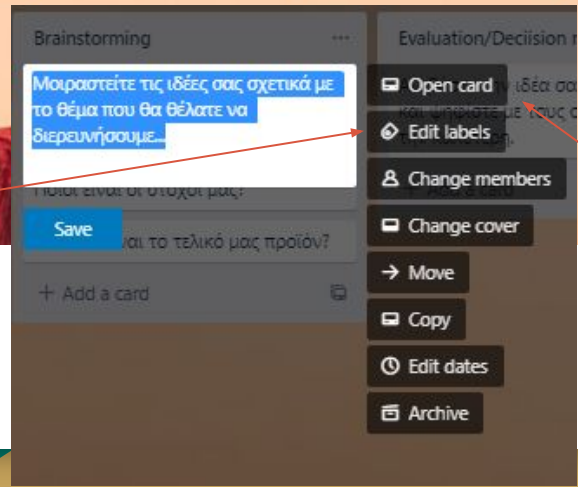 Brainstorming
Evaluation/Deciision
Μοιραστείτε τις ιδέες σας σχετικά με
το θέμα που θα θέλατε να
διερευνήσουμε...
Ποιοι είναι οι στόχοι μας?
Save
ναι το τελικό μας προϊόν?
+ Add a card
Open card
ιδέα
Edit labels
Change members
Change cover
Move
Copy
Edit dates
Archive